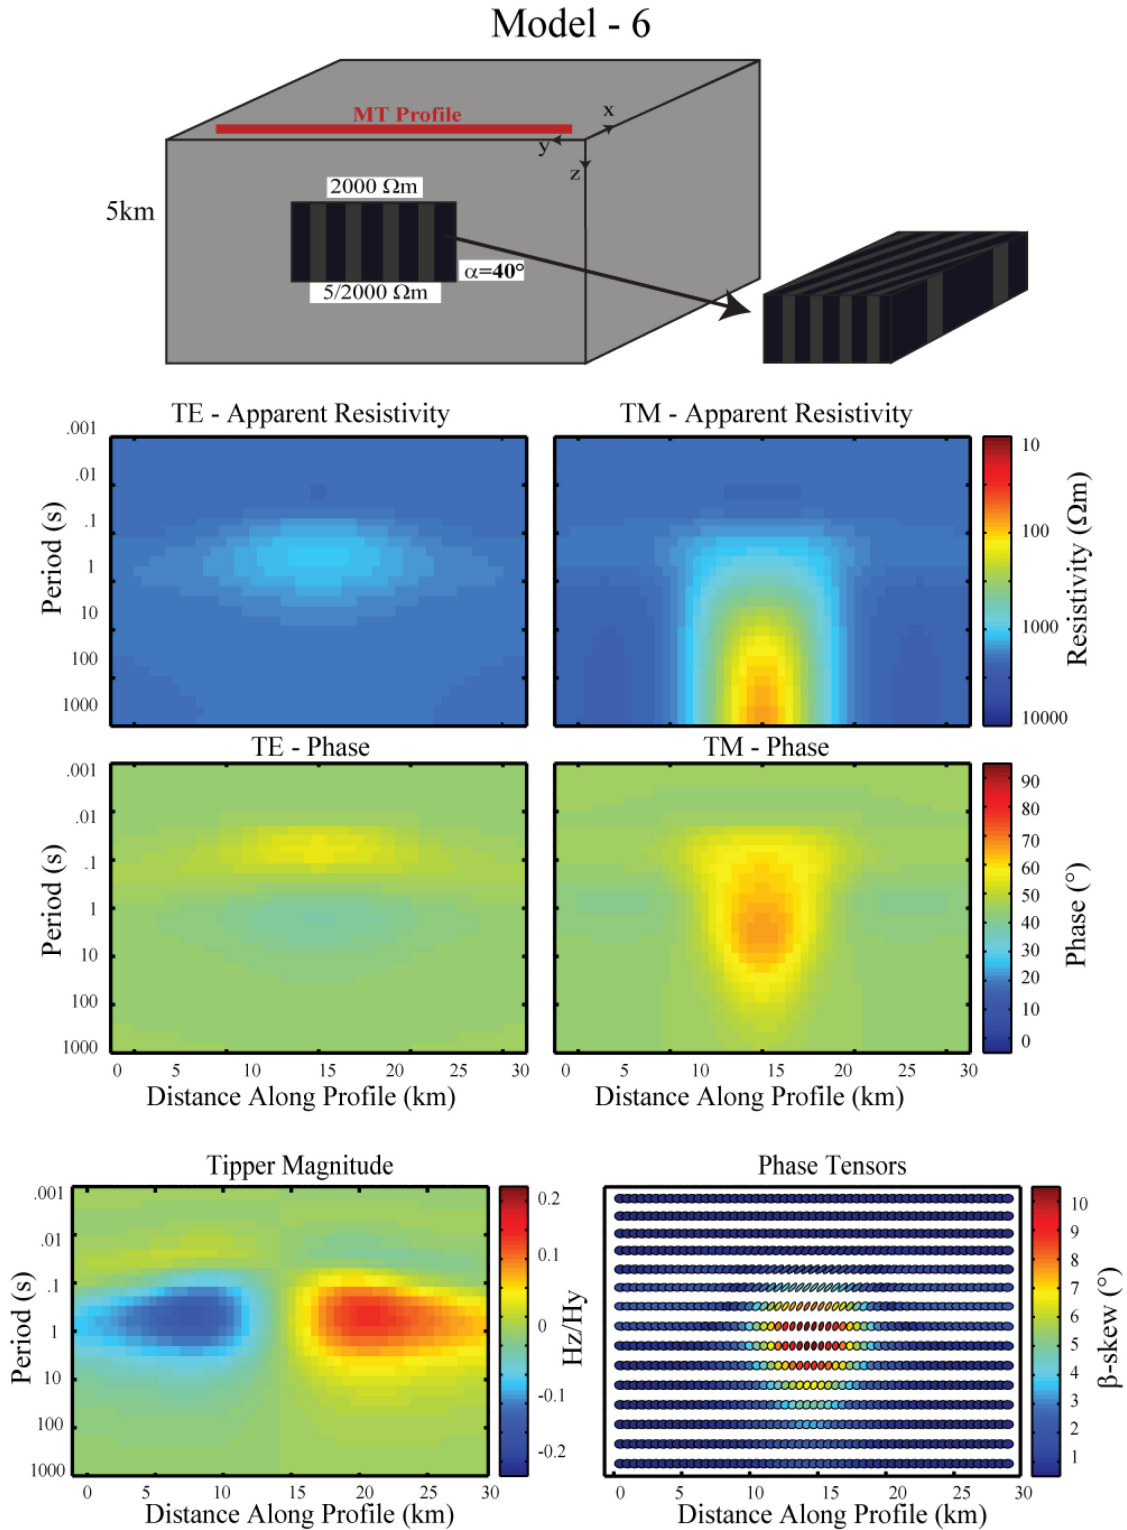 Model - 6
MT Profile
x
y
z
2000 Ωm
5km
α=40°
5/2000 Ωm
TE - Apparent Resistivity
TM - Apparent Resistivity
.001
.01
.1
1
10
100
1000
Period (s)
10
100
1000
10000
Resistivity (Ωm)
TE - Phase
TM - Phase
.001
.01
.1
1
10
100
1000
Period (s)
90
80
70
60
50
40
30
20
10
0
Phase (°)
0 5 10 15 20 25 30
0 5 10 15 20 25 30
Distance Along Profile (km)
Distance Along Profile (km)
Tipper Magnitude
Phase Tensors
.001
.01
.1
1
10
100
1000
Period (s)
0.2
0.1
0
-0.1
-0.2
Hz/Hy
10
9
8
7
6
5
4
3
2
1
β-skew (°)
0 5 10 15 20 25 30
0 5 10 15 20 25 30
Distance Along Profile (km)
Distance Along Profile (km)